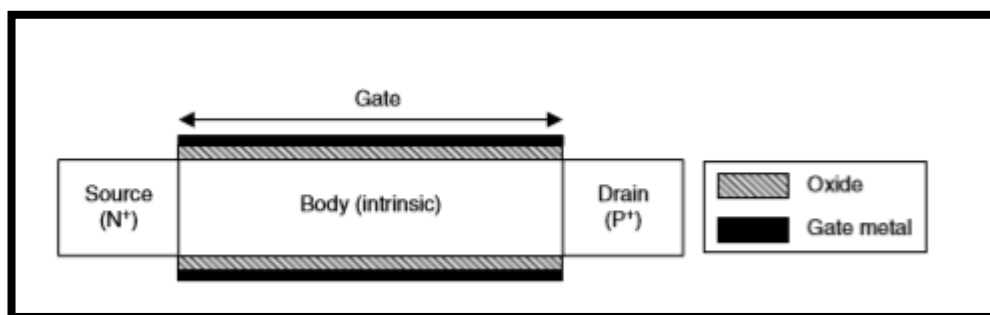 Gate
Source
(N⁺)
Body (intrinsic)
Drain
(P⁺)
Oxide
Gate metal